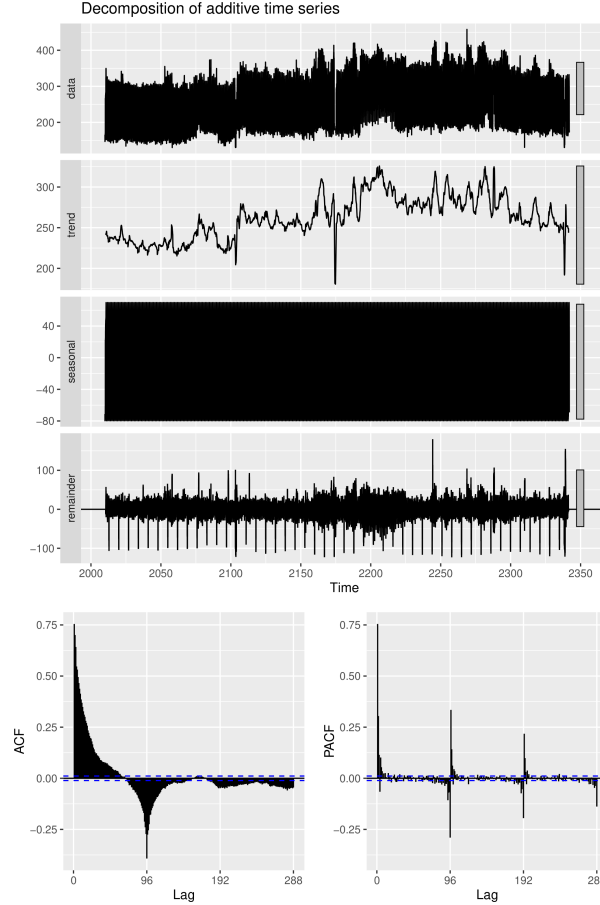 Decomposition of additive time series
data
400
300
200
trend
300
250
200
seasonal
40
0
−40
−80
remainder
100
0
−100
2000 2050 2100 2150 2200 2250 2300 2350
Time
ACF
0.75
0.50
0.25
0.00
−0.25
0 96 192 288
Lag
PACF
0.75
0.50
0.25
0.00
−0.25
0 96 192 28
Lag